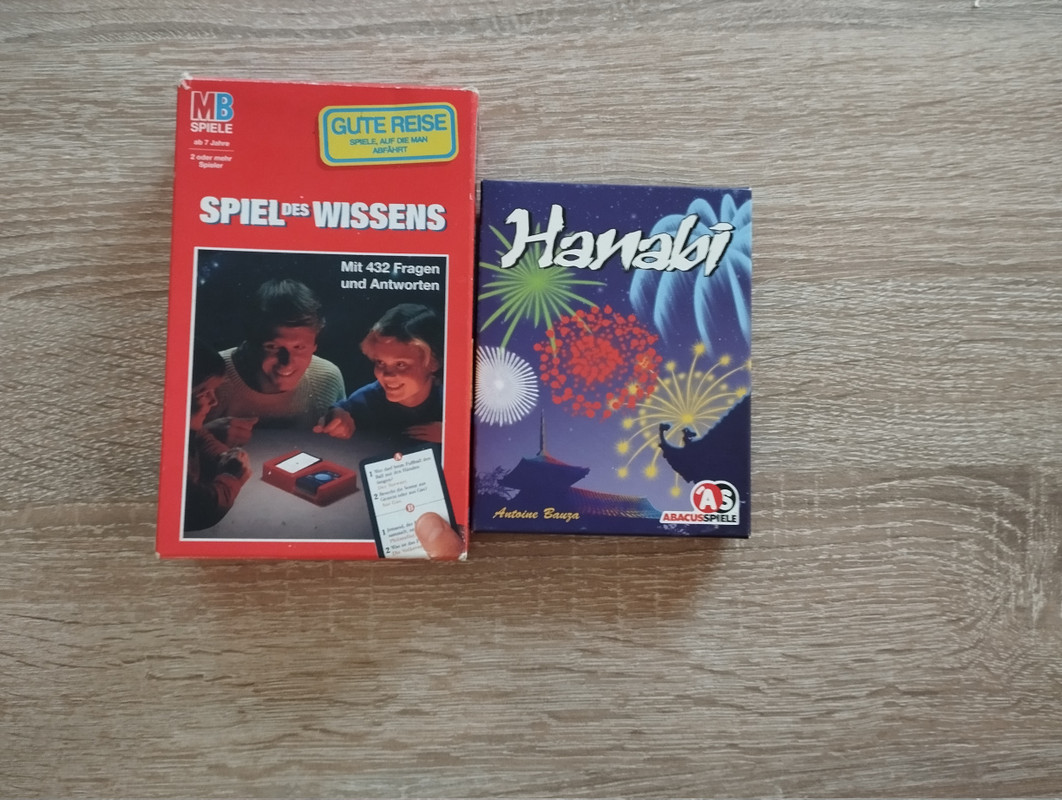 MB
SPIELE
ab 7 Jahre
2 oder mehr
Spieler
GUTE REISE
SPIELE, AUF DIE MAN
ABFÄHRT
SPIEL DES WISSENS
Mit 432 Fragen
und Antworten
Hanabi
Antoine Bauza
AS
ABACUSSPIELE